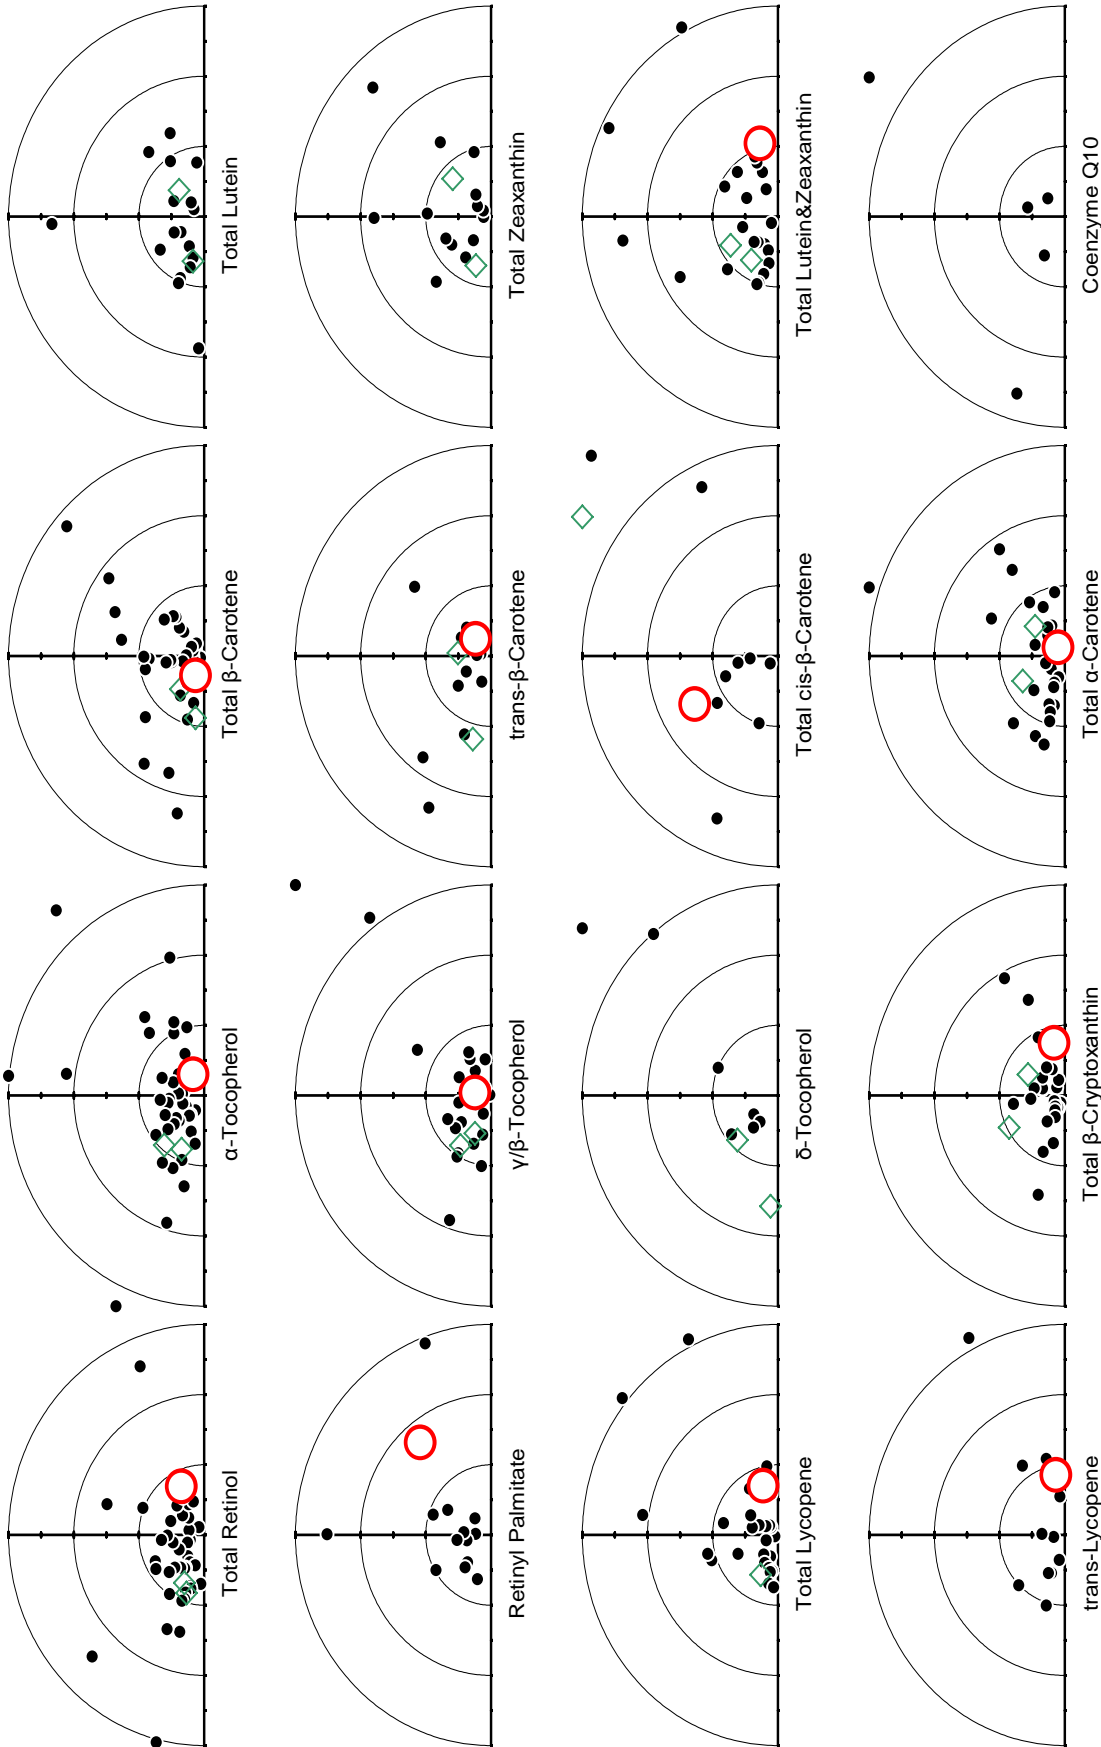 Total Retinol
α-Tocopherol
Total β-Carotene
Total Lutein
Retinyl Palmitate
γ/β-Tocopherol
trans-β-Carotene
Total Zeaxanthin
Total Lycopene
δ-Tocopherol
Total cis-β-Carotene
Total Lutein&Zeaxanthin
trans-Lycopene
Total β-Cryptoxanthin
Total α-Carotene
Coenzyme Q10